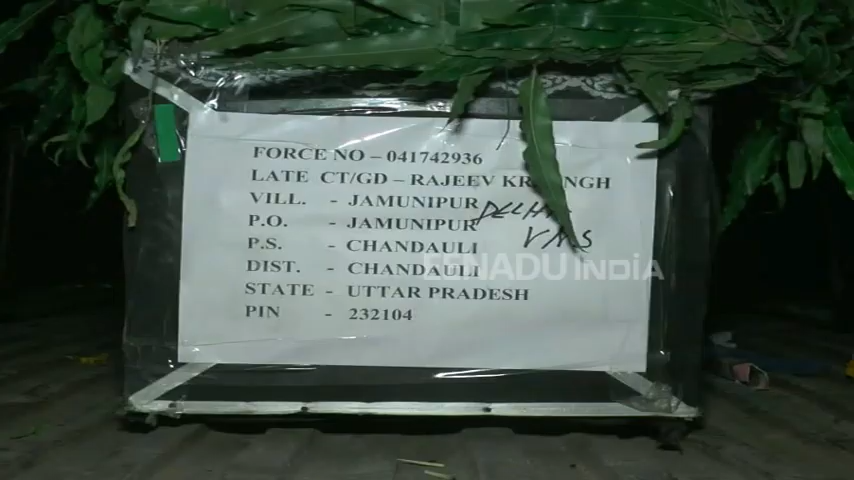 FORCE NO – 041742936
LATE CT/GD – RAJEEV
VILL. - JAMUNIPUR
P.O. - JAMUNIPUR
P.S. - CHANDAULI
DIST. - CHANDAULI
STATE – UTTAR PRADESH
PIN - 232104
VNS
EENADU INDIA